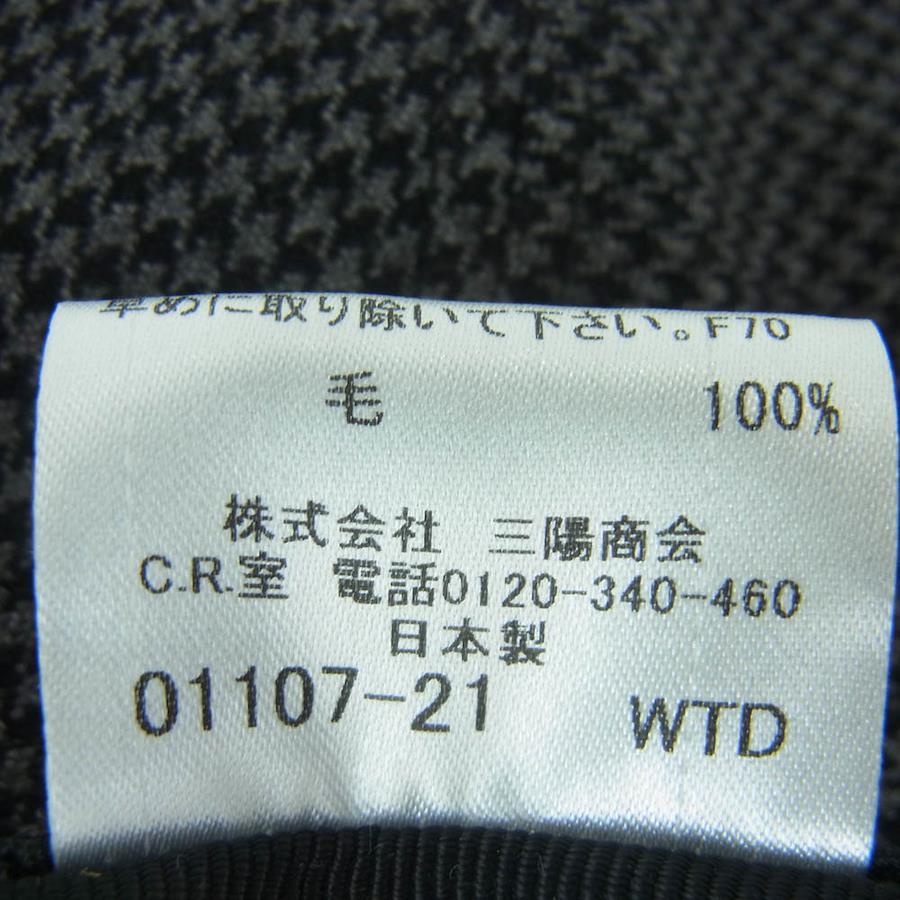 早めに取り除いて下さい。F70
毛 100%
株式会社 三陽商会
C.R.室 電話0120-340-460
日本製
01107-21 WTD